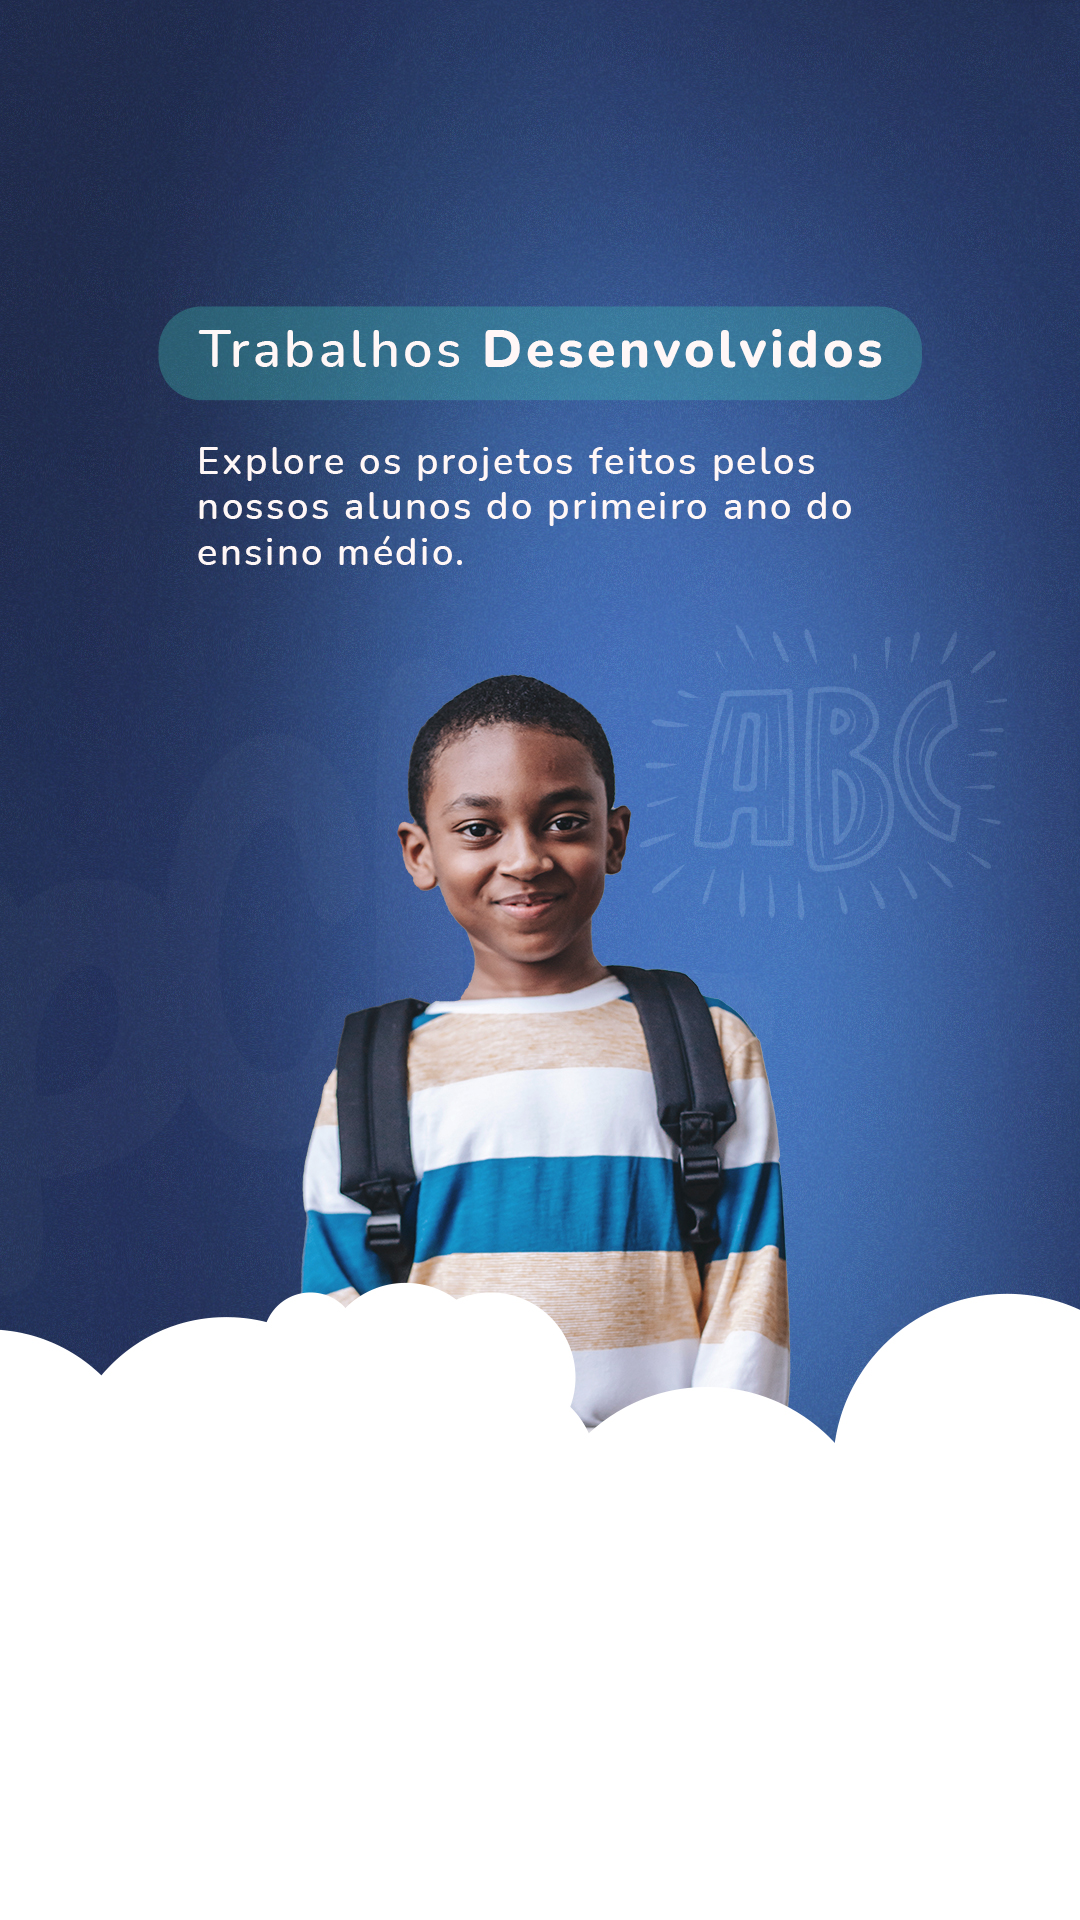 Trabalhos Desenvolvidos
Explore os projetos feitos pelos
nossos alunos do primeiro ano do
ensino médio.
ABC